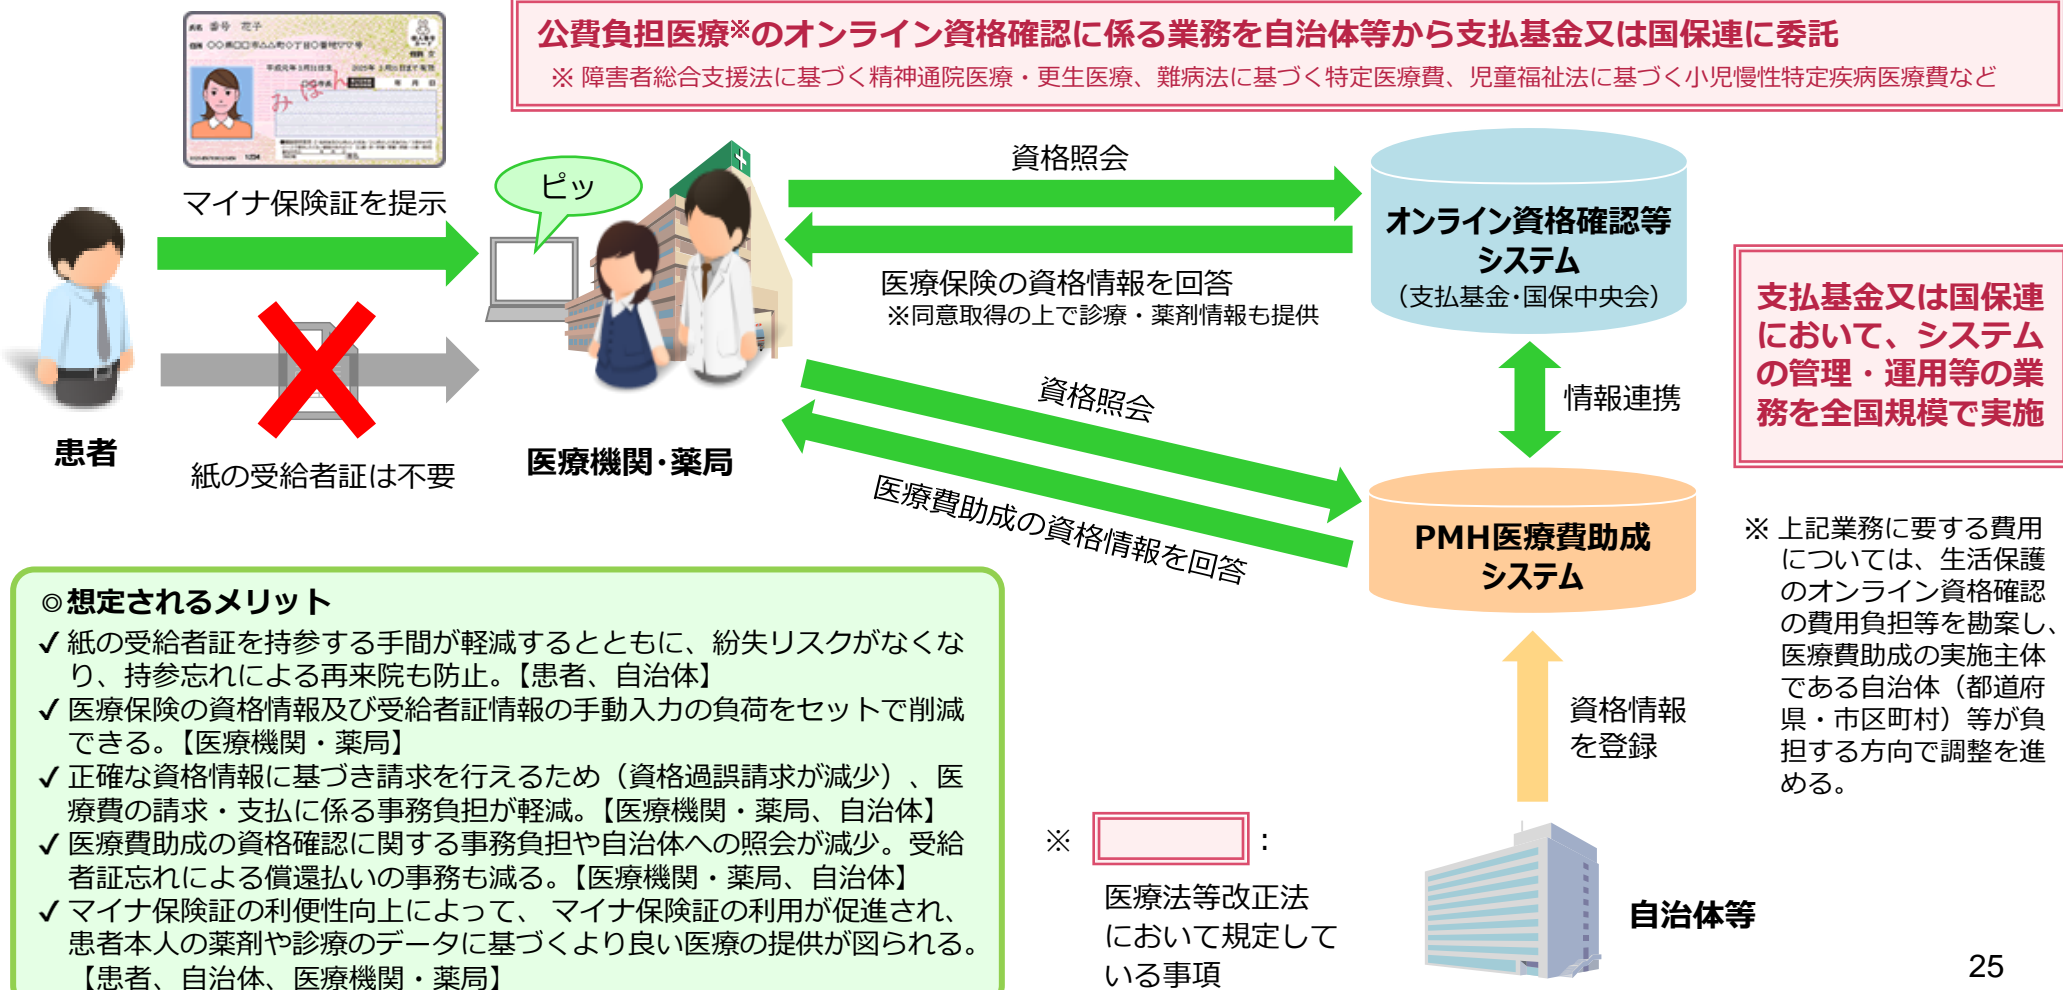 公費負担医療※のオンライン資格確認に係る業務を自治体等から支払基金又は国保連に委託
※ 障害者総合支援法に基づく精神通院医療・更生医療、難病法に基づく特定医療費、児童福祉法に基づく小児慢性特定疾病医療費など
氏名 番号 花子
みほん
1234
マイナ保険証を提示
ピッ
資格照会
医療保険の資格情報を回答
※同意取得の上で診療・薬剤情報も提供
オンライン資格確認等
システム
（支払基金・国保中央会）
支払基金又は国保連
において、システム
の管理・運用等の業
務を全国規模で実施
患者
紙の受給者証は不要
医療機関・薬局
資格照会
医療費助成の資格情報を回答
情報連携
PMH医療費助成
システム
※ 上記業務に要する費用
については、生活保護
のオンライン資格確認
の費用負担等を勘案し、
医療費助成の実施主体
である自治体（都道府
県・市区町村）等が負
担する方向で調整を進
める。
資格情報
を登録
自治体等
◎想定されるメリット
✓ 紙の受給者証を持参する手間が軽減するとともに、紛失リスクがなくな
り、持参忘れによる再来院も防止。【患者、自治体】
✓ 医療保険の資格情報及び受給者証情報の手動入力の負荷をセットで削減
できる。【医療機関・薬局】
✓ 正確な資格情報に基づき請求を行えるため（資格過誤請求が減少）、医
療費の請求・支払に係る事務負担が軽減。【医療機関・薬局、自治体】
✓ 医療費助成の資格確認に関する事務負担や自治体への照会が減少。受給
者証忘れによる償還払いの事務も減る。【医療機関・薬局、自治体】
✓ マイナ保険証の利便性向上によって、 マイナ保険証の利用が促進され、
患者本人の薬剤や診療のデータに基づくより良い医療の提供が図られる。
【患者、自治体、医療機関・薬局】
※ ：
医療法等改正法
において規定して
いる事項
25